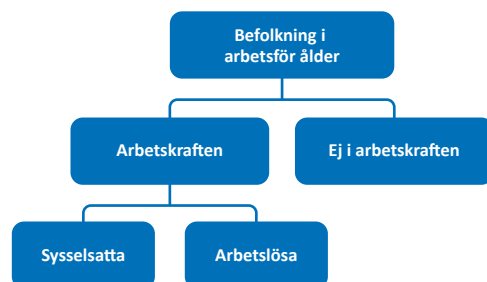 Befolkning i
arbetsför ålder
Arbetskraften
Ej i arbetskraften
Sysselsatta
Arbetslösa